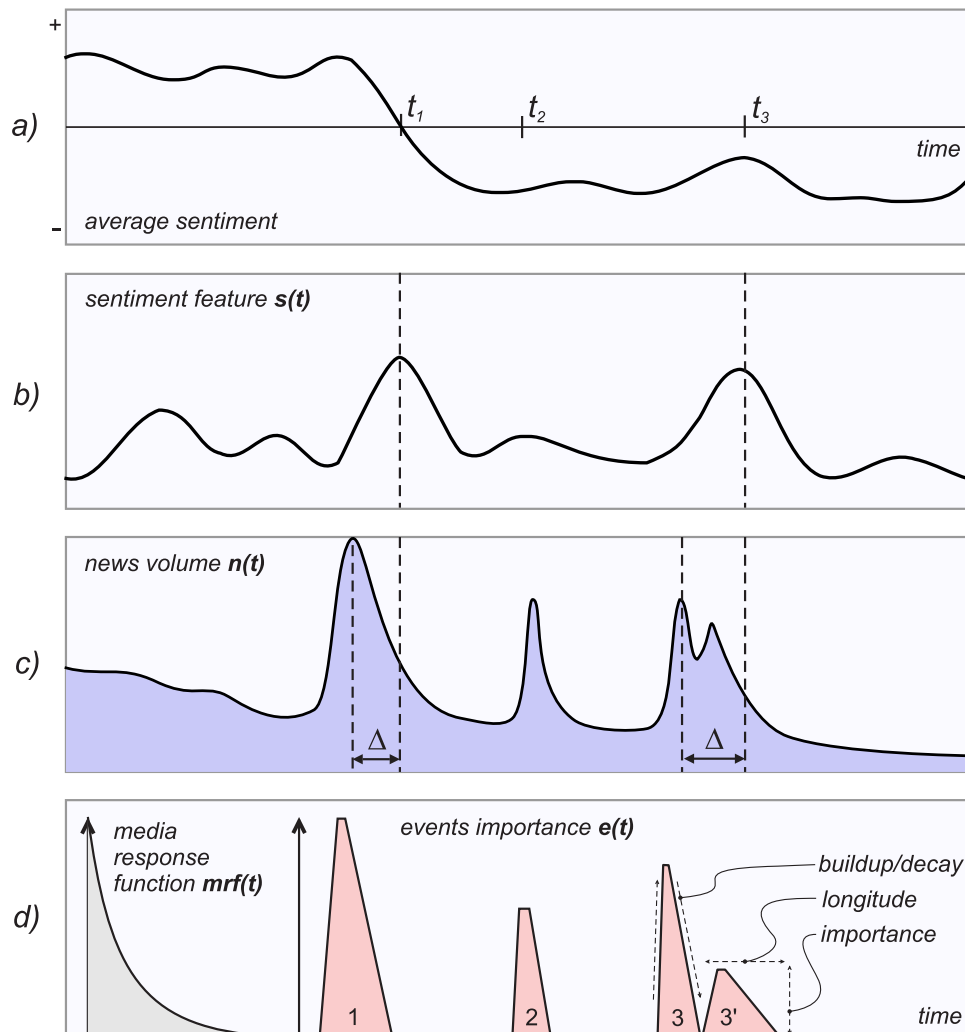 +
a)
t1
t2
t3
time
average sentiment
-
sentiment feature s(t)
b)
news volume n(t)
c)
Δ
Δ
media
response
function mrf(t)
events importance e(t)
buildup/decay
longitude
importance
d)
1
2
3
3'
time